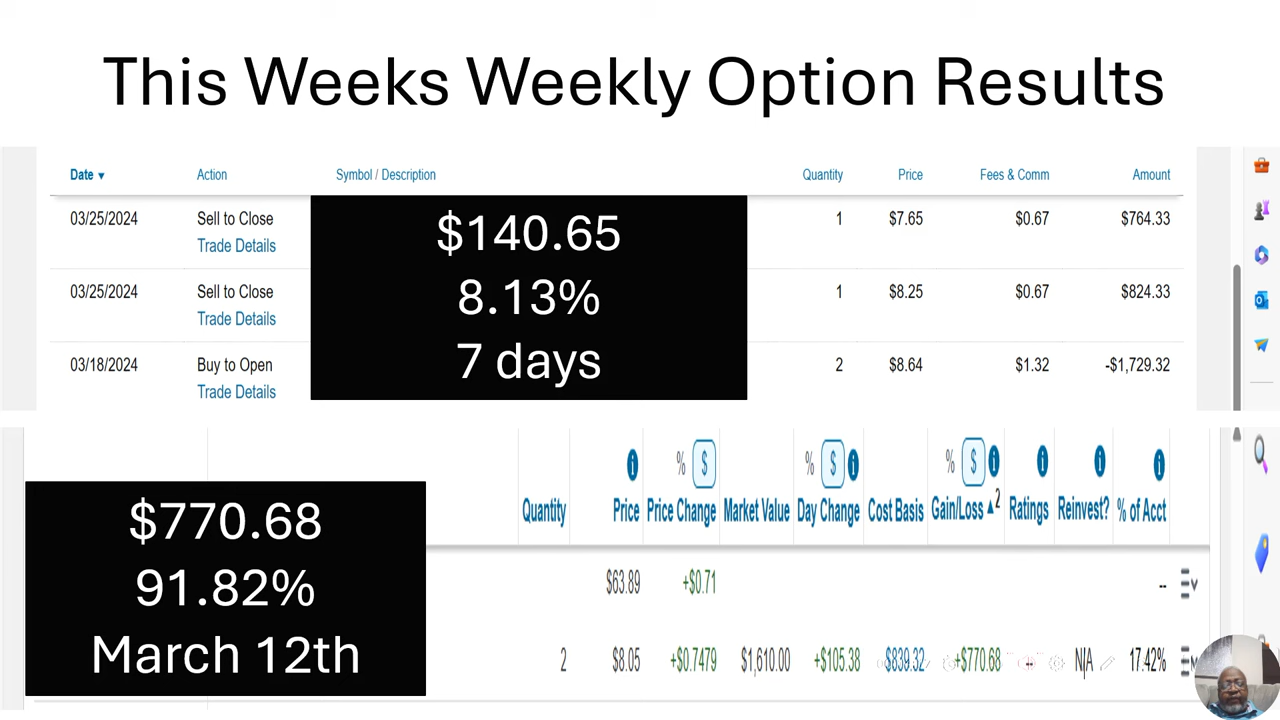 This Weeks Weekly Option Results
Date ▼ Action Symbol / Description Quantity Price Fees & Comm Amount
03/25/2024 Sell to Close 1 $7.65 $0.67 $764.33
Trade Details
03/25/2024 Sell to Close 1 $8.25 $0.67 $824.33
Trade Details
03/18/2024 Buy to Open 2 $8.64 $1.32 -$1,729.32
Trade Details
$140.65
8.13%
7 days
% $ % $ % $
Quantity Price Price Change Market Value Day Change Cost Basis Gain/Loss ▲2 Ratings Reinvest? % of Acct
$63.89 +$0.71 --
2 $8.05 +$0.7479 $1,610.00 +$105.38 $839.32 +$770.68 N/A 17.42%
$770.68
91.82%
March 12th